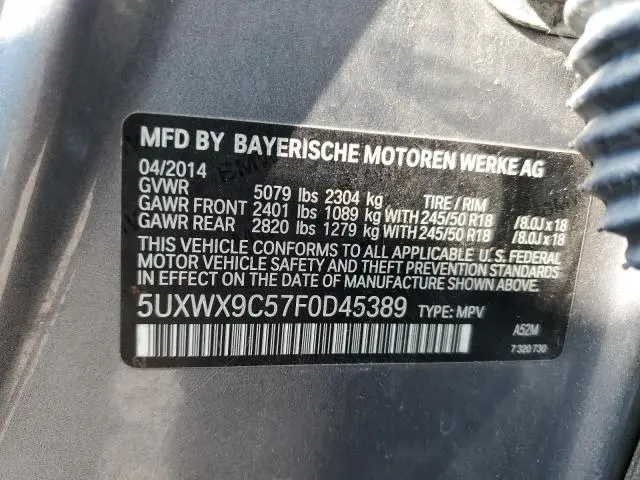 MFD BY BAYERISCHE MOTOREN WERKE AG
04/2014
GVWR 5079 lbs 2304 kg TIRE / RIM
GAWR FRONT 2401 lbs 1089 kg WITH 245/50 R18 /8.0J x 18
GAWR REAR 2820 lbs 1279 kg WITH 245/50 R18 /8.0J x 18
THIS VEHICLE CONFORMS TO ALL APPLICABLE U.S. FEDERAL
MOTOR VEHICLE SAFETY AND THEFT PREVENTION STANDARDS
IN EFFECT ON THE DATE OF MANUFACTURE SHOWN ABOVE.
5UXWX9C57F0D45389 TYPE: MPV
A52M
7 320 730